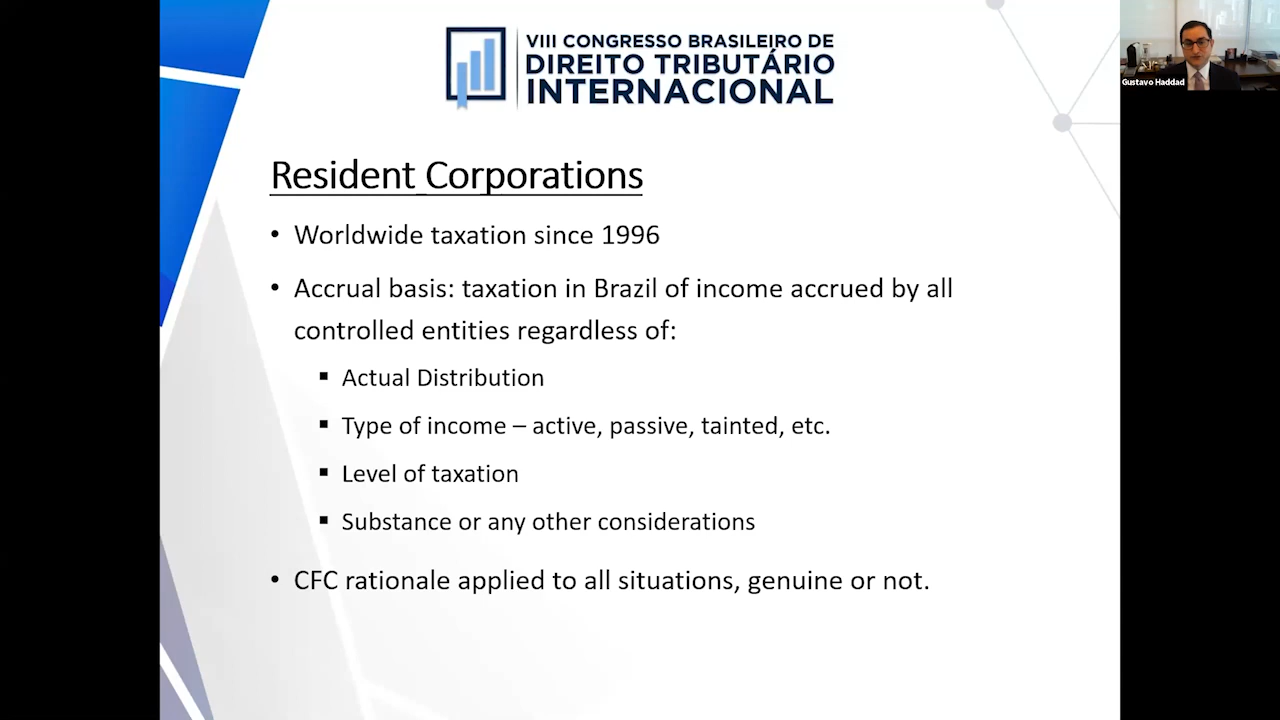 VIII CONGRESSO BRASILEIRO DE
DIREITO TRIBUTÁRIO
INTERNACIONAL
Gustavo Haddad
Resident Corporations
• Worldwide taxation since 1996
• Accrual basis: taxation in Brazil of income accrued by all
controlled entities regardless of:
▪ Actual Distribution
▪ Type of income – active, passive, tainted, etc.
▪ Level of taxation
▪ Substance or any other considerations
• CFC rationale applied to all situations, genuine or not.